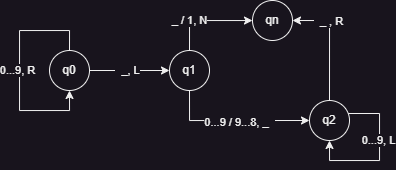 _ / 1, N
qn
_ , R
0...9, R
q0
_, L
q1
0...9 / 9...8, _
q2
0...9, L